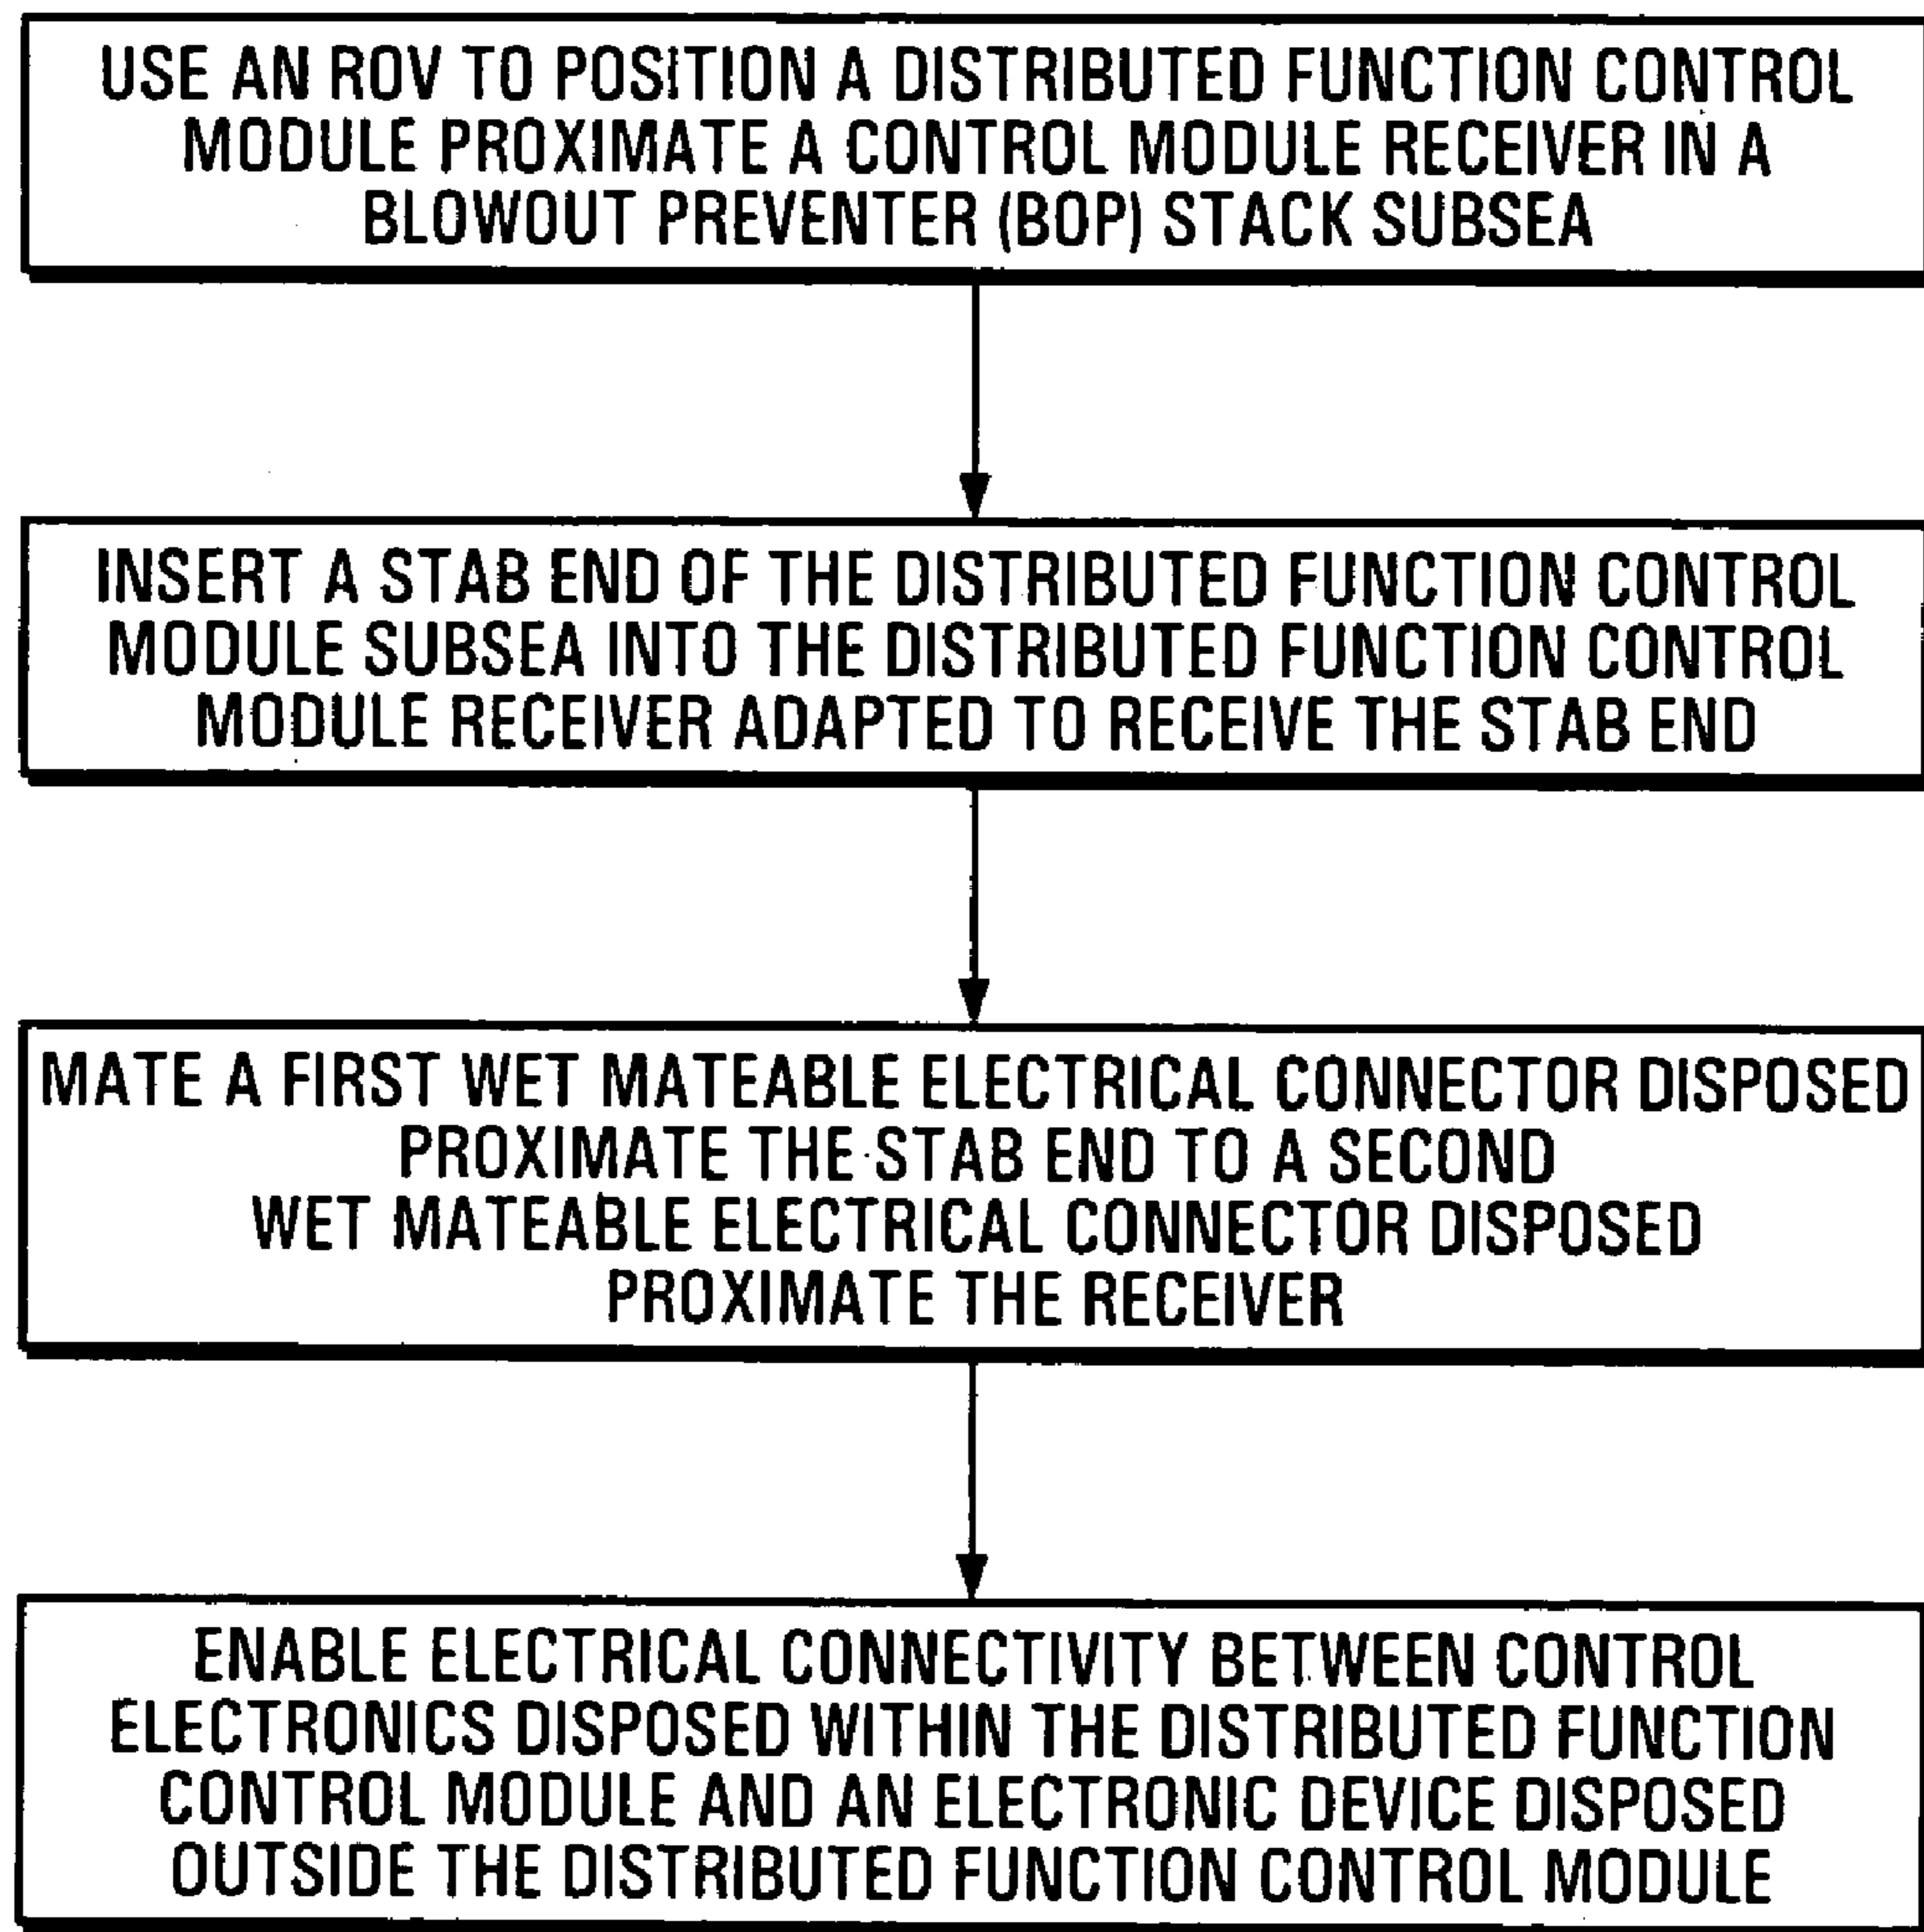 USE AN ROV TO POSITION A DISTRIBUTED FUNCTION CONTROL
MODULE PROXIMATE A CONTROL MODULE RECEIVER IN A
BLOWOUT PREVENTER (BOP) STACK SUBSEA
INSERT A STAB END OF THE DISTRIBUTED FUNCTION CONTROL
MODULE SUBSEA INTO THE DISTRIBUTED FUNCTION CONTROL
MODULE RECEIVER ADAPTED TO RECEIVE THE STAB END
MATE A FIRST WET MATEABLE ELECTRICAL CONNECTOR DISPOSED
PROXIMATE THE STAB END TO A SECOND
WET MATEABLE ELECTRICAL CONNECTOR DISPOSED
PROXIMATE THE RECEIVER
ENABLE ELECTRICAL CONNECTIVITY BETWEEN CONTROL
ELECTRONICS DISPOSED WITHIN THE DISTRIBUTED FUNCTION
CONTROL MODULE AND AN ELECTRONIC DEVICE DISPOSED
OUTSIDE THE DISTRIBUTED FUNCTION CONTROL MODULE